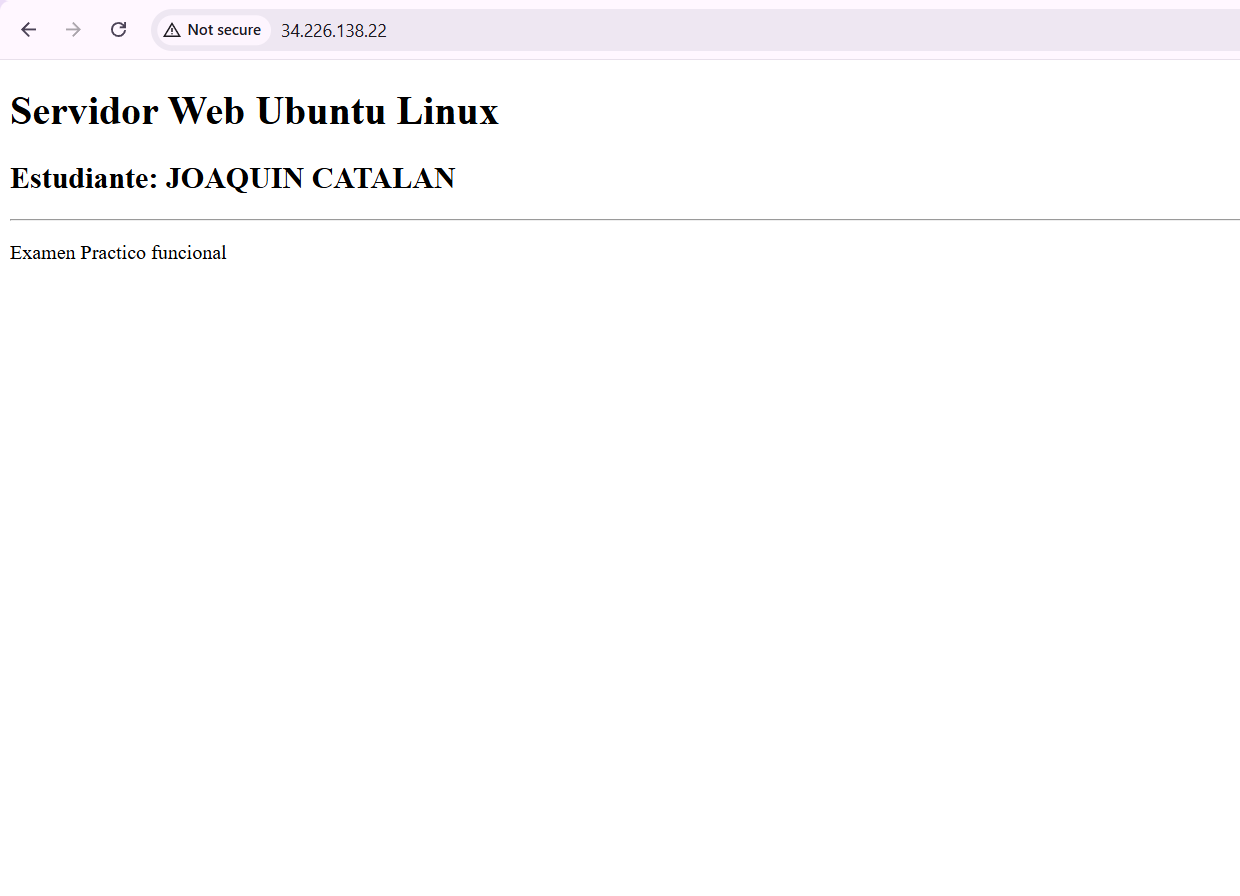 Not secure 34.226.138.22
Servidor Web Ubuntu Linux
Estudiante: JOAQUIN CATALAN
Examen Practico funcional